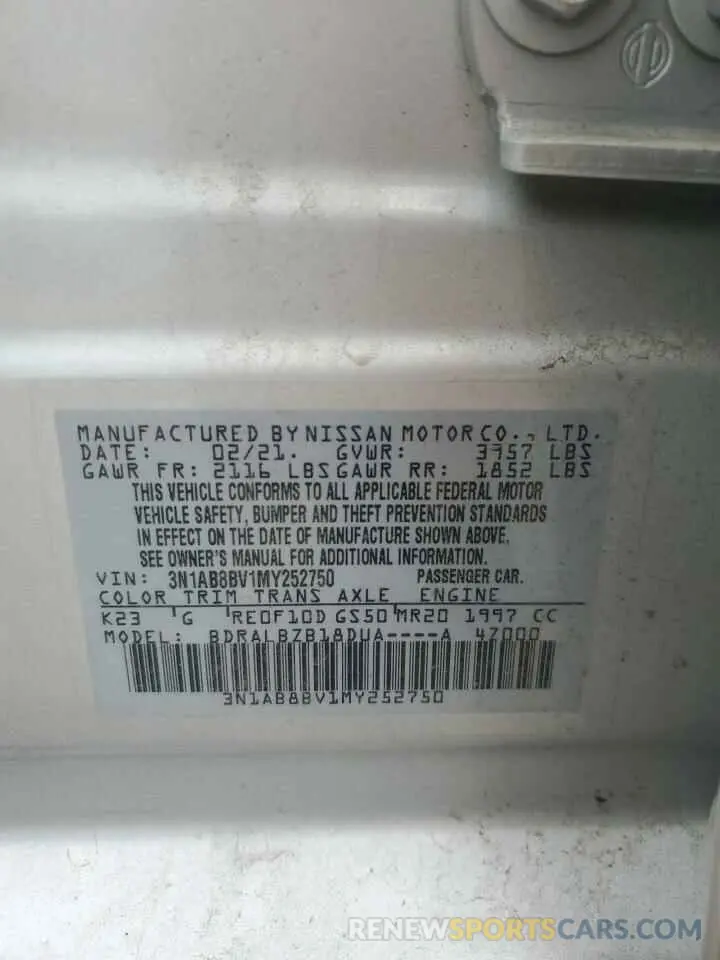 MANUFACTURED BY NISSAN MOTOR CO., LTD.
DATE: 02/21. GVWR: 3957 LBS
GAWR FR: 2116 LBS GAWR RR: 1852 LBS
THIS VEHICLE CONFORMS TO ALL APPLICABLE FEDERAL MOTOR
VEHICLE SAFETY, BUMPER AND THEFT PREVENTION STANDARDS
IN EFFECT ON THE DATE OF MANUFACTURE SHOWN ABOVE.
SEE OWNER'S MANUAL FOR ADDITIONAL INFORMATION.
VIN: 3N1AB8BV1MY252750 PASSENGER CAR.
COLOR TRIM TRANS AXLE ENGINE
K23 G RE0F10D GS50 MR20 1997 CC
MODEL: BDRALBZB18DUA----A 47000
3N1AB8BV1MY252750
RENEWSPORTSCARS.COM